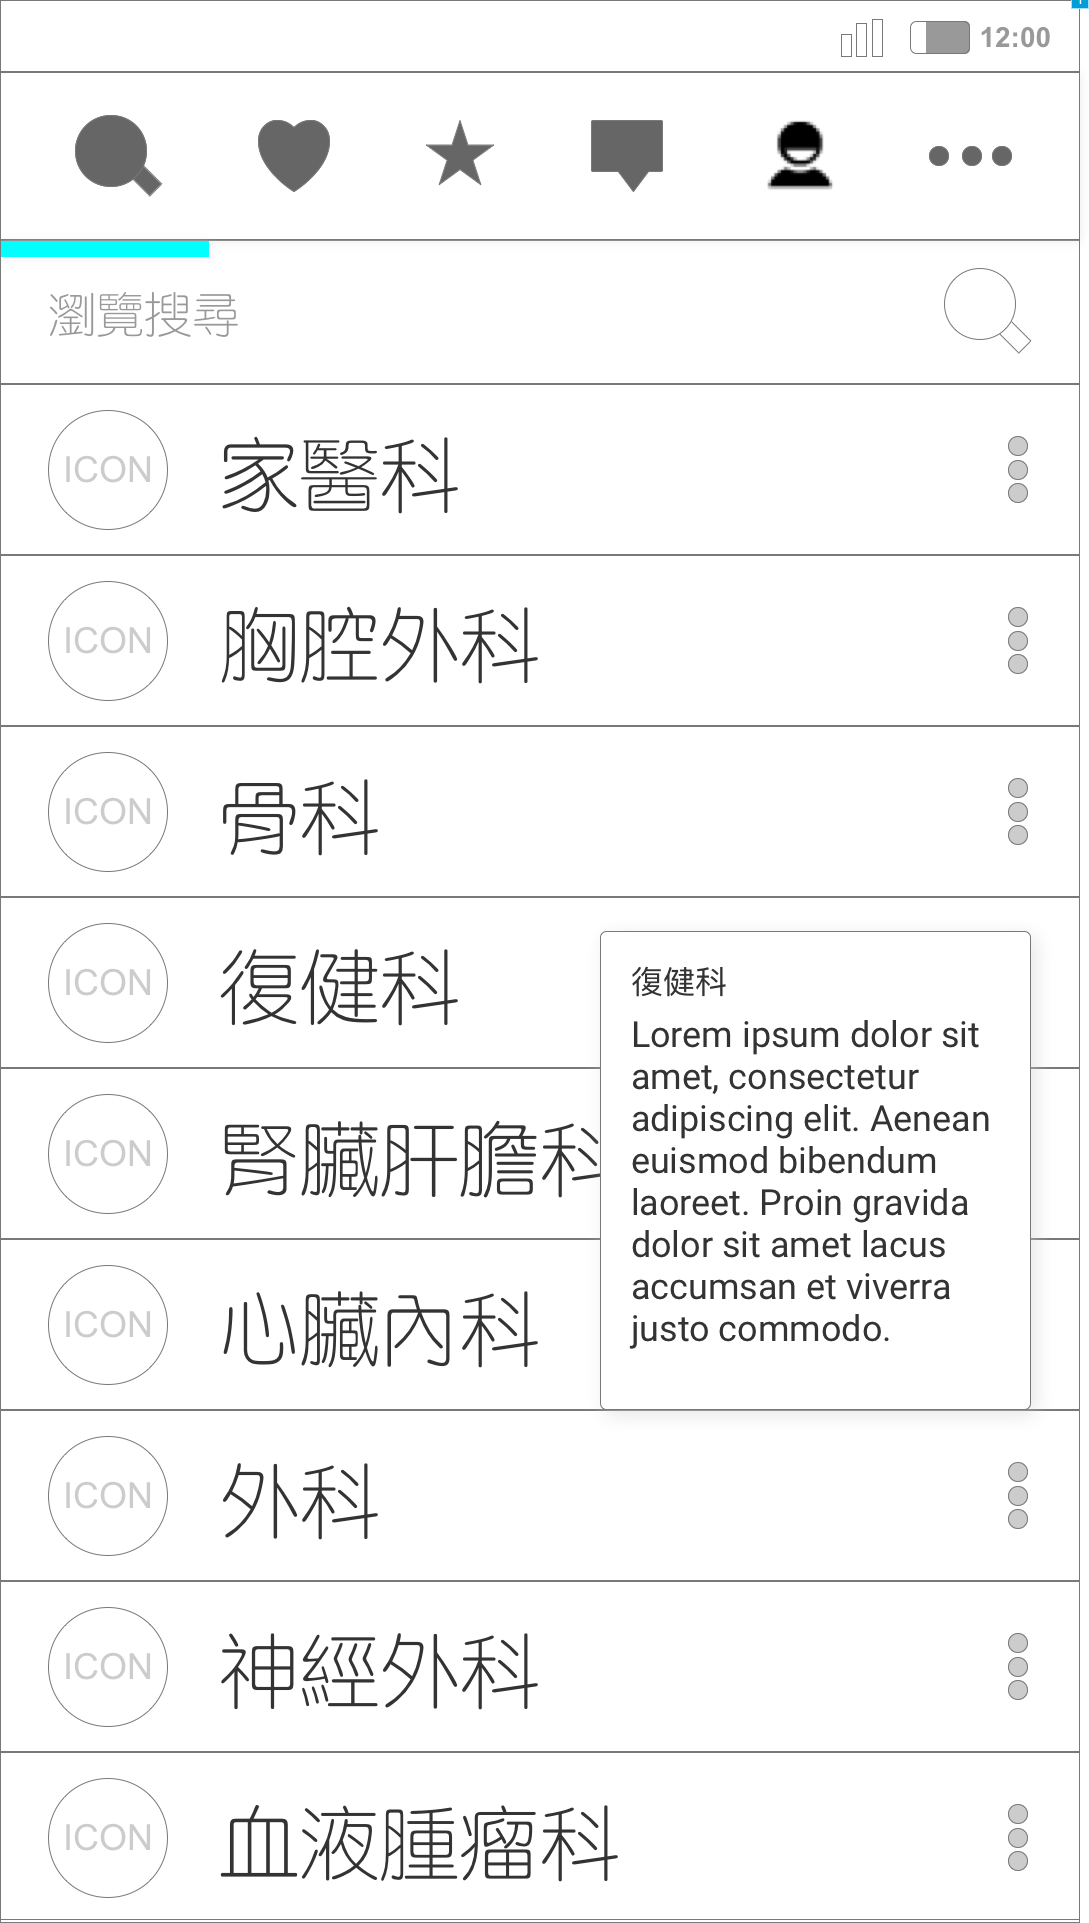 12:00
瀏覽搜尋
ICON 家醫科
ICON 胸腔外科
ICON 骨科
ICON 復健科
ICON 腎臟肝膽科
ICON 心臟內科
ICON 外科
ICON 神經外科
ICON 血液腫瘤科
復健科
Lorem ipsum dolor sit
amet, consectetur
adipiscing elit. Aenean
euismod bibendum
laoreet. Proin gravida
dolor sit amet lacus
accumsan et viverra
justo commodo.